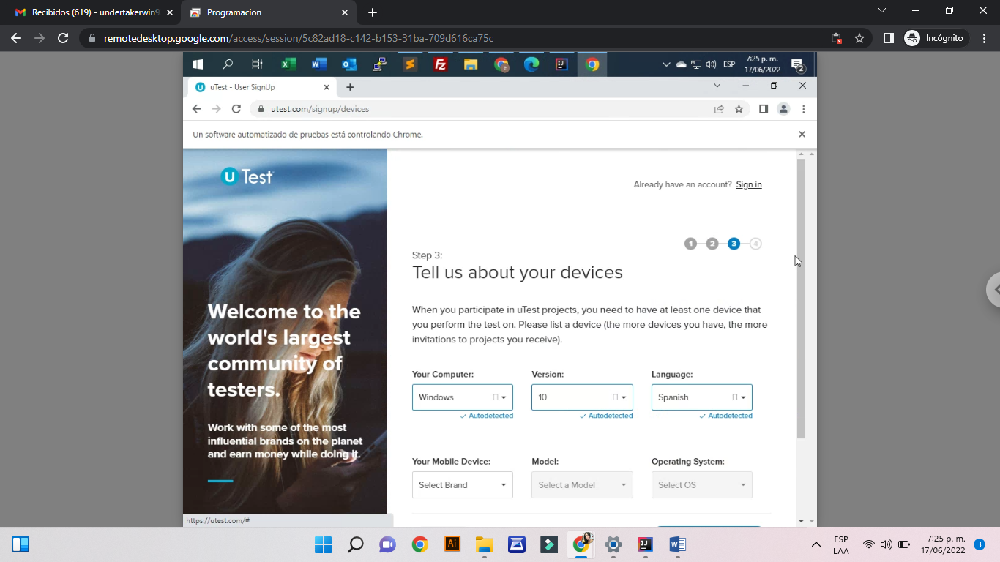 Recibidos (619) - undertakerwin9
Programacion
remotedesktop.google.com/access/session/5c82ad18-c142-b153-31ba-709d616ca75c
Incógnito
ESP
7:25 p. m.
17/06/2022
2
uTest - User SignUp
utest.com/signup/devices
Un software automatizado de pruebas está controlando Chrome.
U Test
Already have an account? Sign in
1 2 3 4
Step 3:
Tell us about your devices
When you participate in uTest projects, you need to have at least one device that
you perform the test on. Please list a device (the more devices you have, the more
invitations to projects you receive).
Welcome to the
world's largest
community of
testers.
Work with some of the most
influential brands on the planet
and earn money while doing it.
Your Computer: Version: Language:
Windows 10 Spanish
Autodetected Autodetected Autodetected
Your Mobile Device: Model: Operating System:
Select Brand Select a Model Select OS
https://utest.com/#
Ai
ESP
LAA
7:25 p. m.
17/06/2022
3